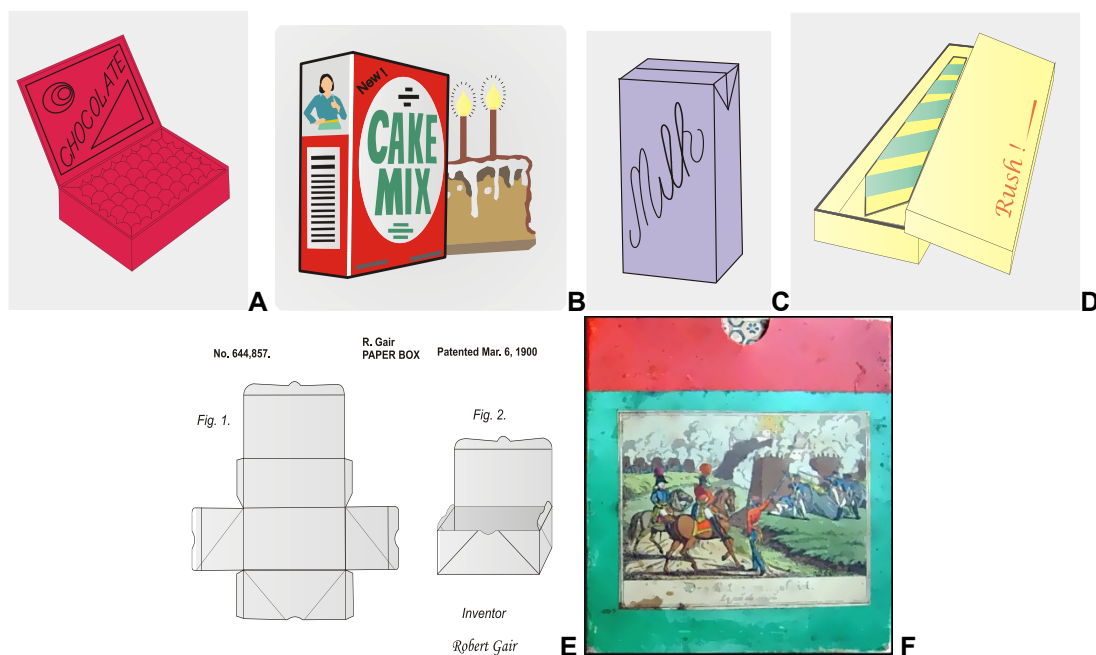 CHOCOLATE
A
New !
CAKE
MIX
B
Milk
C
Rush !
D
No. 644,857.
R. Gair
PAPER BOX
Patented Mar. 6, 1900
Fig. 1.
Fig. 2.
Inventor
Robert Gair
E
F